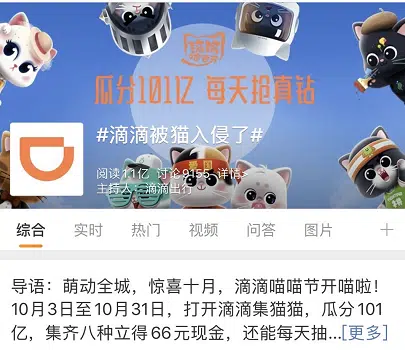 瓜分101亿 每天抢真钻
#滴滴被猫入侵了#
阅读11亿 讨论9155 详情>
主持人：滴滴出行
爱国
综合 实时 热门 视频 问答 图片
导语：萌动全城，惊喜十月，滴滴喵喵节开喵啦！
10月3日至10月31日，打开滴滴集猫猫，瓜分101
亿，集齐八种立得66元现金，还能每天抽...[更多]